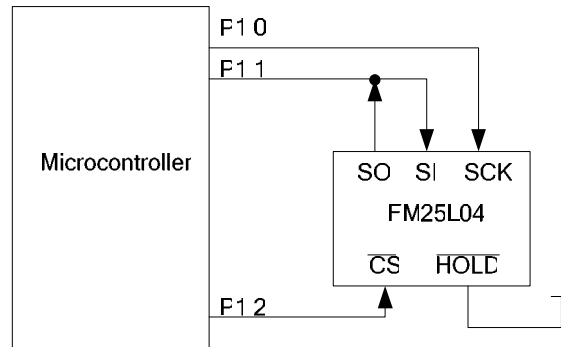 P1 0
P1 1
Microcontroller
SO SI SCK
FM25L04
CS HOLD
P1 2